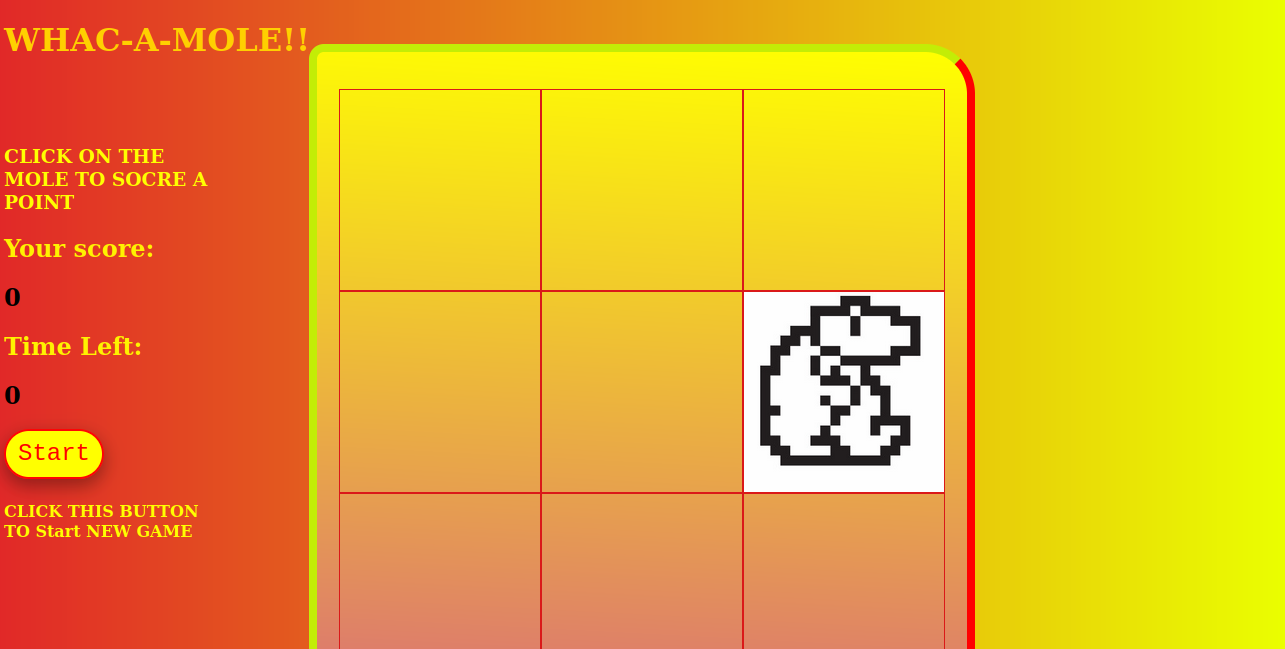 WHAC-A-MOLE!!
CLICK ON THE
MOLE TO SOCRE A
POINT
Your score:
0
Time Left:
0
Start
CLICK THIS BUTTON
TO Start NEW GAME